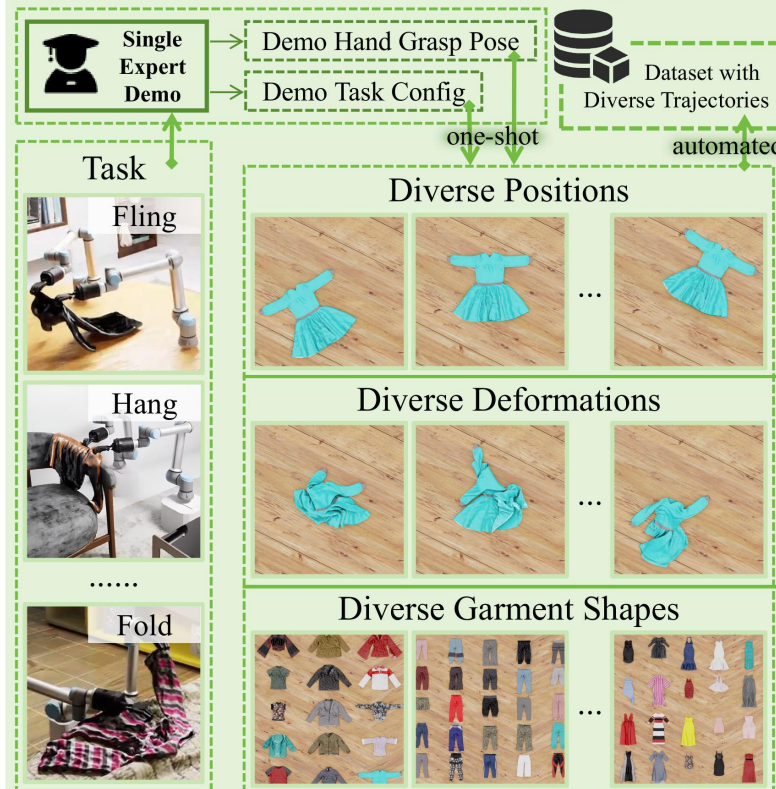 Single
Expert
Demo
Demo Hand Grasp Pose
Demo Task Config
Dataset with
Diverse Trajectories
one-shot
automated
Task
Fling
Hang
......
Fold
Diverse Positions
...
Diverse Deformations
...
Diverse Garment Shapes
...